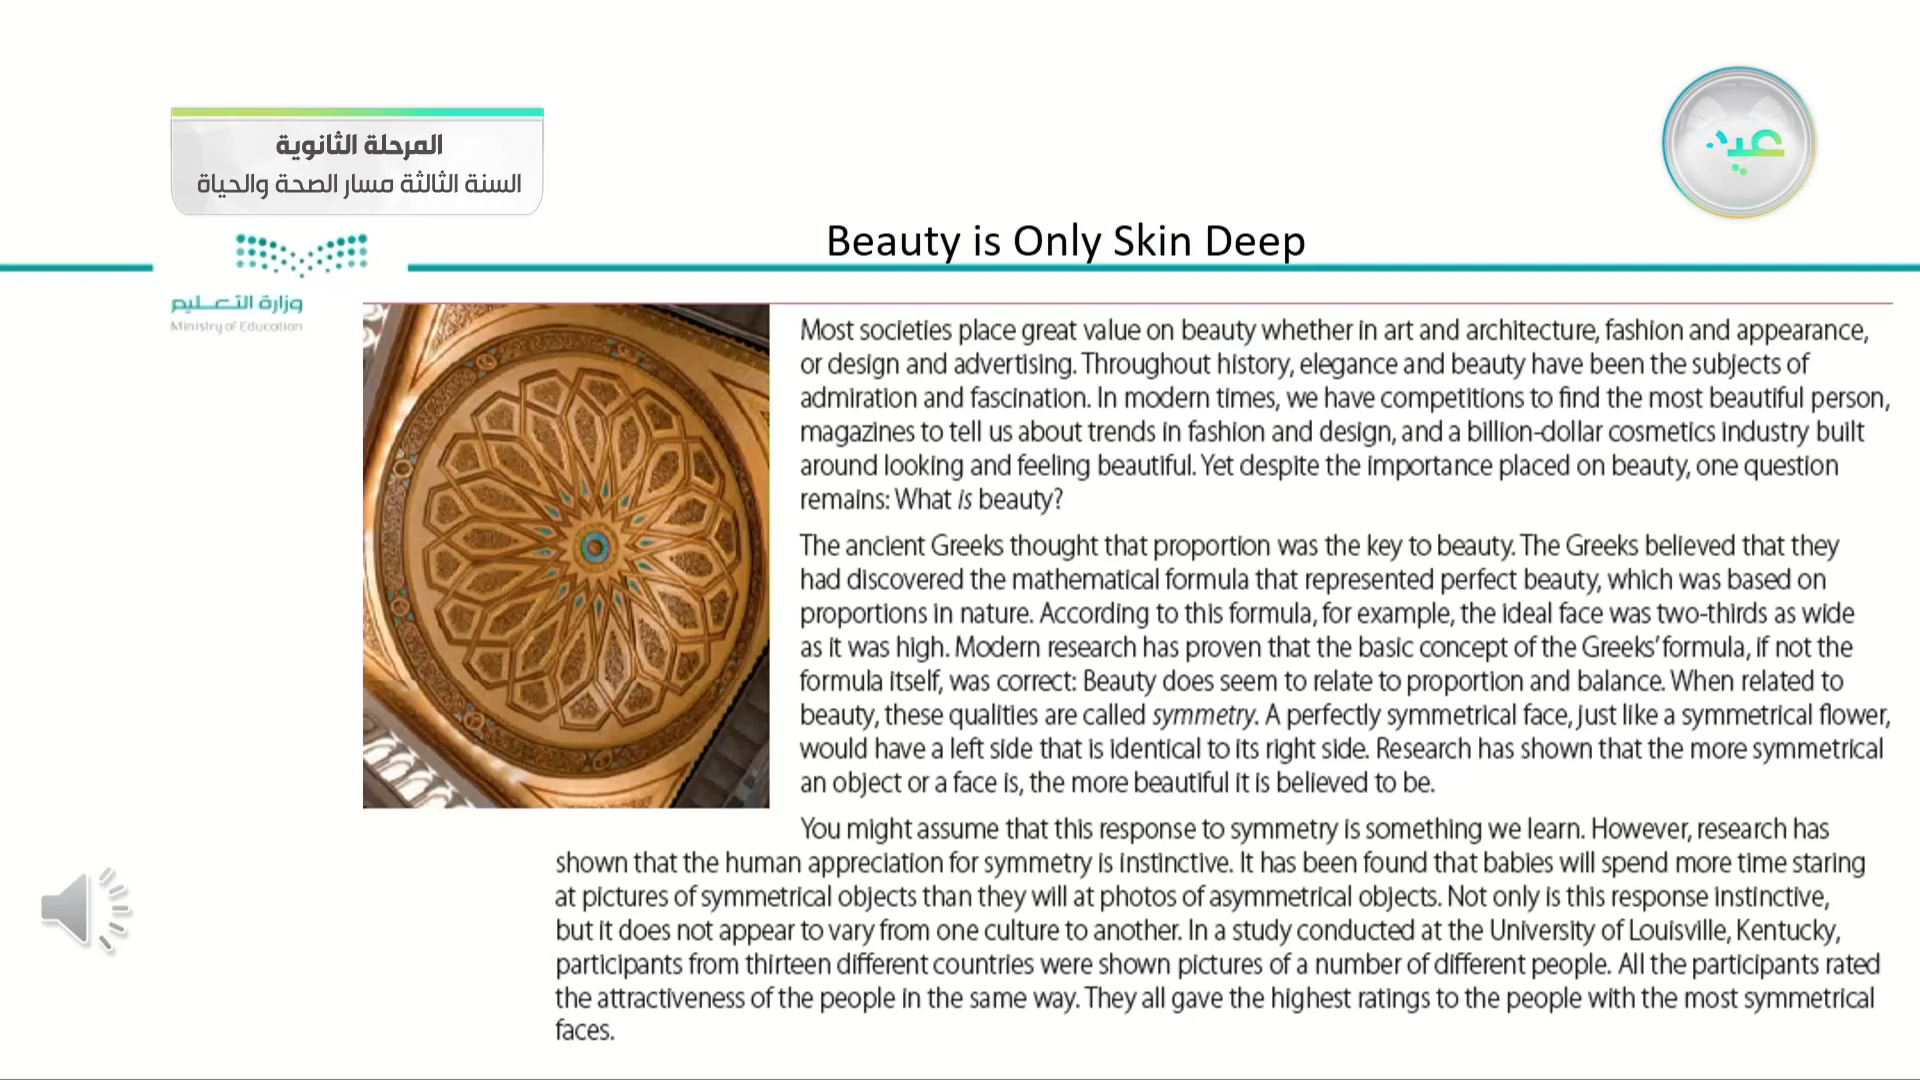 المرحلة الثانوية
السنة الثالثة مسار الصحة والحياة
عين
وزارة التعليم
Ministry of Education
Beauty is Only Skin Deep
Most societies place great value on beauty whether in art and architecture, fashion and appearance,
or design and advertising. Throughout history, elegance and beauty have been the subjects of
admiration and fascination. In modern times, we have competitions to find the most beautiful person,
magazines to tell us about trends in fashion and design, and a billion-dollar cosmetics industry built
around looking and feeling beautiful. Yet despite the importance placed on beauty, one question
remains: What is beauty?
The ancient Greeks thought that proportion was the key to beauty. The Greeks believed that they
had discovered the mathematical formula that represented perfect beauty, which was based on
proportions in nature. According to this formula, for example, the ideal face was two-thirds as wide
as it was high. Modern research has proven that the basic concept of the Greeks' formula, if not the
formula itself, was correct: Beauty does seem to relate to proportion and balance. When related to
beauty, these qualities are called symmetry. A perfectly symmetrical face, just like a symmetrical flower,
would have a left side that is identical to its right side. Research has shown that the more symmetrical
an object or a face is, the more beautiful it is believed to be.
You might assume that this response to symmetry is something we learn. However, research has
shown that the human appreciation for symmetry is instinctive. It has been found that babies will spend more time staring
at pictures of symmetrical objects than they will at photos of asymmetrical objects. Not only is this response instinctive,
but it does not appear to vary from one culture to another. In a study conducted at the University of Louisville, Kentucky,
participants from thirteen different countries were shown pictures of a number of different people. All the participants rated
the attractiveness of the people in the same way. They all gave the highest ratings to the people with the most symmetrical
faces.